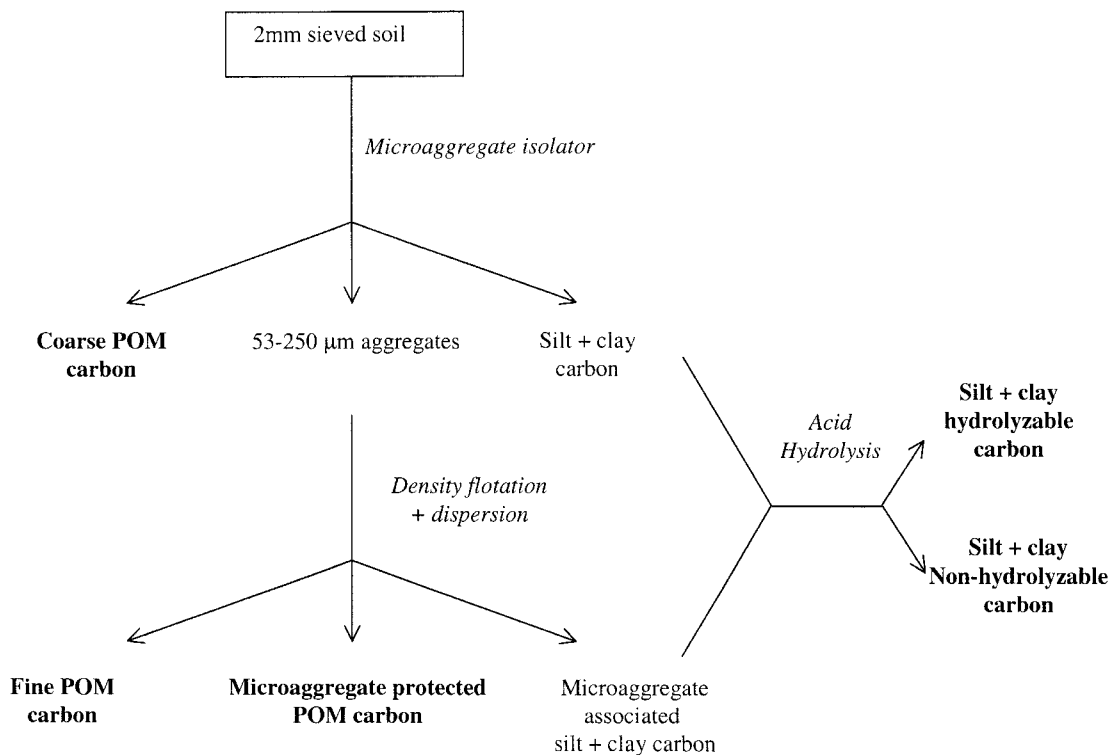 2mm sieved soil
Microaggregate isolator
Coarse POM
carbon
53-250 µm aggregates
Silt + clay
carbon
Acid
Hydrolysis
Silt + clay
hydrolyzable
carbon
Silt + clay
Non-hydrolyzable
carbon
Density flotation
+ dispersion
Fine POM
carbon
Microaggregate protected
POM carbon
Microaggregate
associated
silt + clay carbon